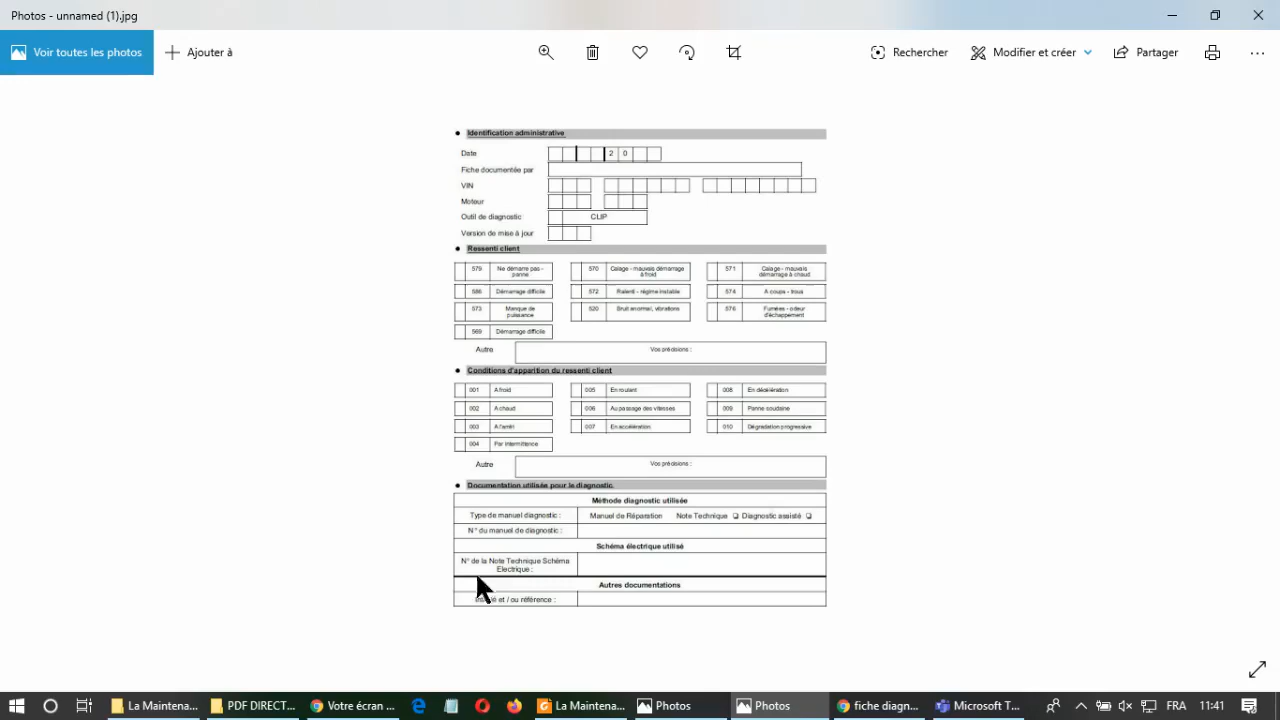 Photos - unnamed (1).jpg
Voir toutes les photos
Ajouter à
Rechercher
Modifier et créer
Partager
Identification administrative
Date 2 0
Fiche documentée par
VIN
Moteur
Outil de diagnostic CLIP
Version de mise à jour
Ressenti client
579 Ne démarre pas - panne
570 Calage - mauvais démarrage à froid
571 Calage - mauvais démarrage à chaud
586 Démarrage difficile
572 Ralenti - régime instable
574 A coups - trous
573 Manque de puissance
520 Bruit anormal, vibrations
576 Fumées - odeur d'échappement
569 Démarrage difficile
Autre Vos précisions :
Conditions d'apparition du ressenti client
001 A froid
005 En roulant
008 En décélération
002 A chaud
006 Au passage des vitesses
009 Panne soudaine
003 A l'arrêt
007 En accélération
010 Dégradation progressive
004 Par intermittence
Autre Vos précisions :
Documentation utilisée pour le diagnostic
Méthode diagnostic utilisée
Type de manuel diagnostic : Manuel de Réparation Note Technique ❏ Diagnostic assisté ❏
N° du manuel de diagnostic :
Schéma électrique utilisé
N° de la Note Technique Schéma
Electrique :
Autres documentations
et / ou référence :
La Maintena...
PDF DIRECT...
Votre écran ...
La Maintena...
Photos
Photos
fiche diagn...
Microsoft T...
FRA
11:41